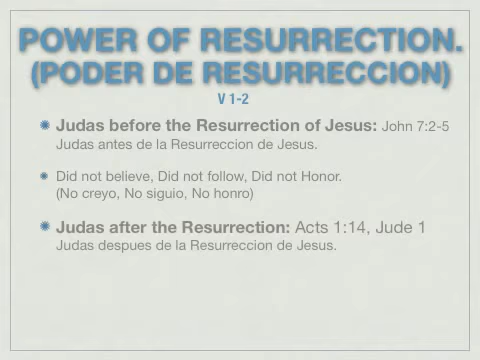 POWER OF RESURRECTION.
(PODER DE RESURRECCION)
V 1-2
Judas before the Resurrection of Jesus: John 7:2-5
Judas antes de la Resurreccion de Jesus.
Did not believe, Did not follow, Did not Honor.
(No creyo, No siguio, No honro)
Judas after the Resurrection: Acts 1:14, Jude 1
Judas despues de la Resurreccion de Jesus.